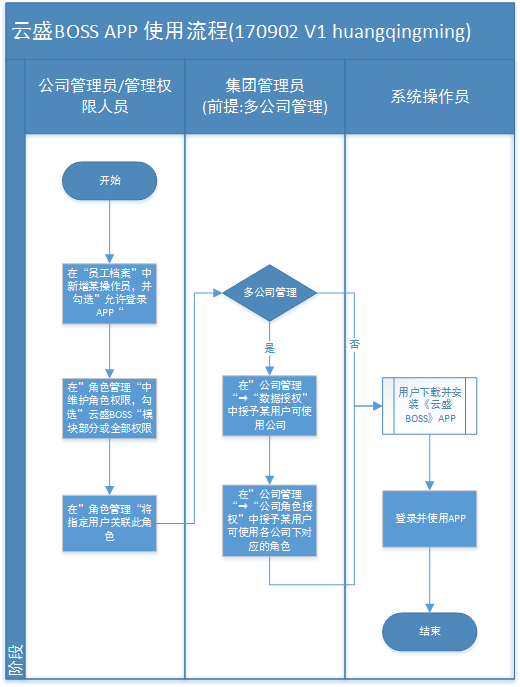 云盛BOSS APP 使用流程(170902 V1 huangqingming)
公司管理员/管理权
限人员
集团管理员
(前提:多公司管理)
系统操作员
开始
在“员工档案”中
新增某操作员，并
勾选”允许登录
APP“
在”角色管理“中
维护角色权限，勾
选”云盛BOSS“模
块部分或全部权限
在”角色管理“将
指定用户关联此角
色
多公司管理
是
否
在”公司管理
“→“数据授权”
中授予某用户可使
用公司
在”公司管理
“→“公司角色授
权”中授予某用户
可使用各公司下对
应的角色
用户下载并安
装《云盛
BOSS》APP
登录并使用APP
结束
阶段